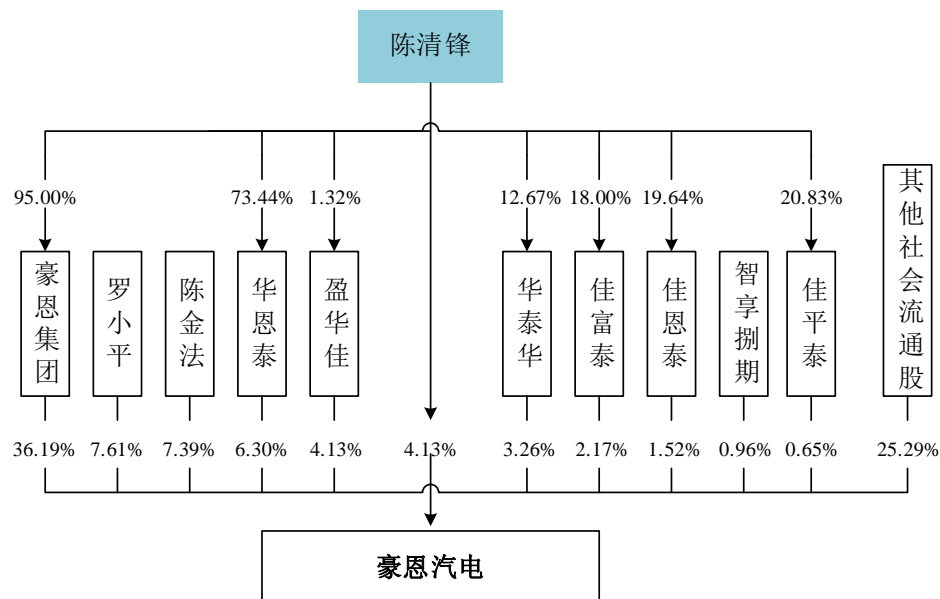 陈清锋
95.00% 73.44% 1.32% 12.67% 18.00% 19.64% 20.83%
豪恩集团
罗小平
陈金法
华恩泰
盈华佳
华泰华
佳富泰
佳恩泰
智享捌期
佳平泰
其他社会流通股
36.19% 7.61% 7.39% 6.30% 4.13% 4.13% 3.26% 2.17% 1.52% 0.96% 0.65% 25.29%
豪恩汽电